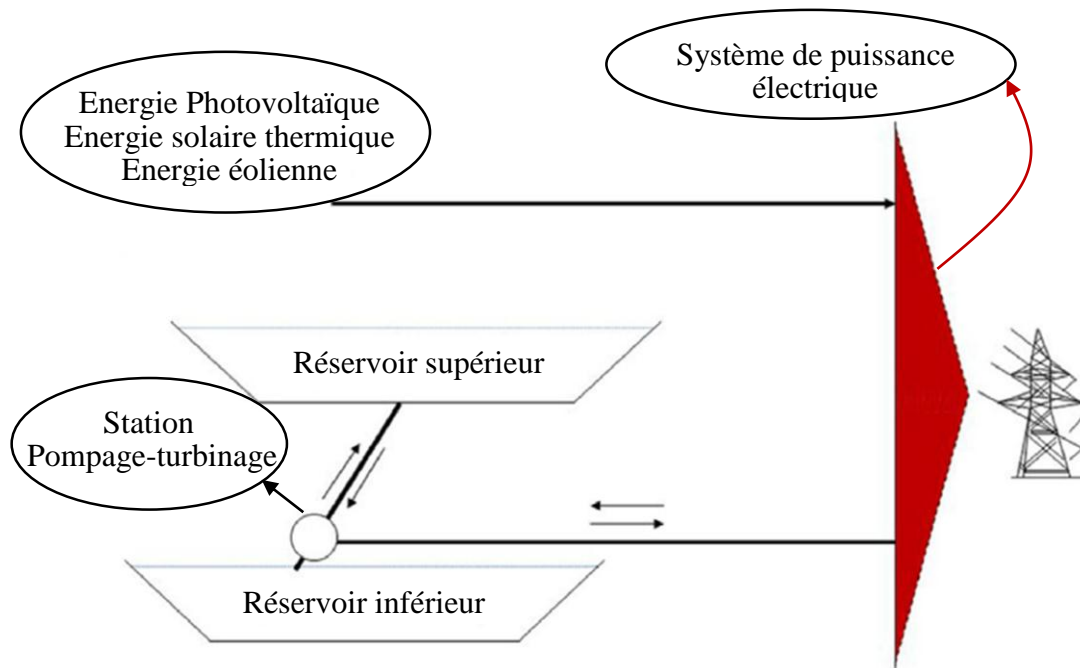 Système de puissance
électrique
Energie Photovoltaïque
Energie solaire thermique
Energie éolienne
Réservoir supérieur
Station
Pompage-turbinage
Réservoir inférieur